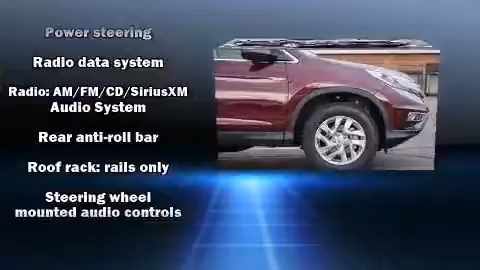 Power steering
Radio data system
Radio: AM/FM/CD/SiriusXM
Audio System
Rear anti-roll bar
Roof rack: rails only
Steering wheel
mounted audio controls